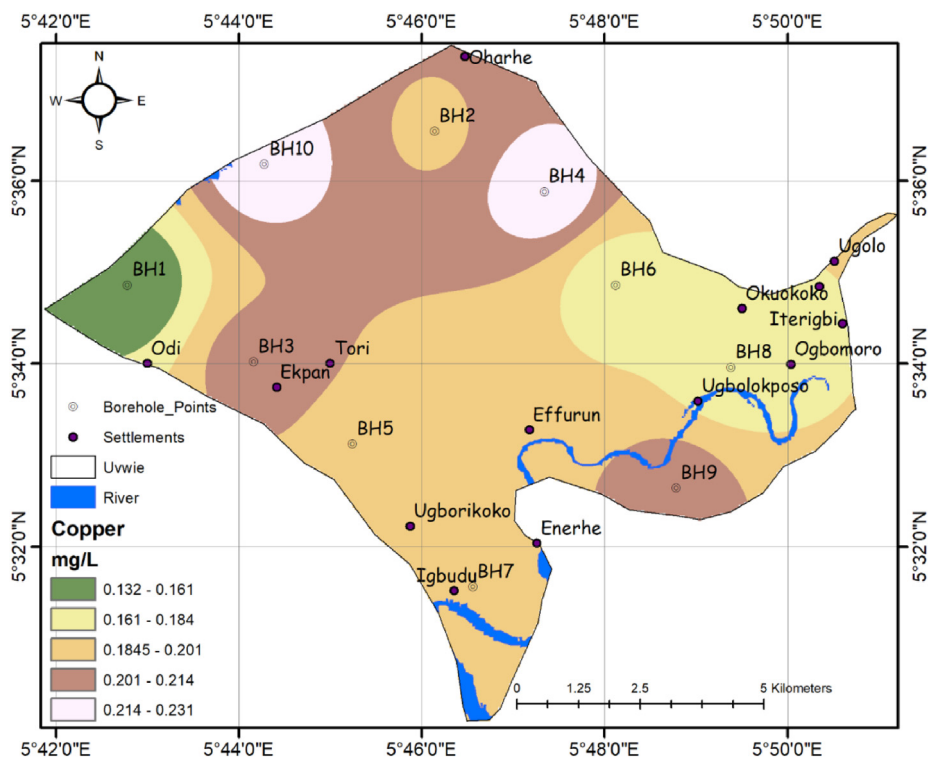 5°42'0"E 5°44'0"E 5°46'0"E 5°48'0"E 5°50'0"E
N
W E
S
Oharhe
BH2
BH10
BH4
5°36'0"N 5°36'0"N
Ugolo
BH1
BH6
Okuokoko
Iterigbi
Odi
BH3
Tori
BH8
Ogbomoro
5°34'0"N 5°34'0"N
Ekpan
Ugbolokposo
Borehole_Points
Effurun
Settlements
BH5
Uvwie
BH9
River
Ugborikoko
Enerhe
5°32'0"N 5°32'0"N
Copper
mg/L
Igbudu
BH7
0.132 - 0.161
0.161 - 0.184
0.1845 - 0.201
0.201 - 0.214
0.214 - 0.231
0 1.25 2.5 5 Kilometers
5°42'0"E 5°44'0"E 5°46'0"E 5°48'0"E 5°50'0"E